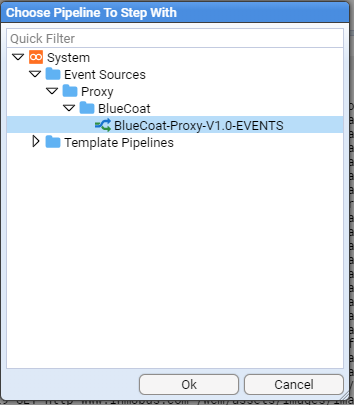 Choose Pipeline To Step With
Quick Filter
System
Event Sources
Proxy
BlueCoat
BlueCoat-Proxy-V1.0-EVENTS
Template Pipelines
Ok
Cancel